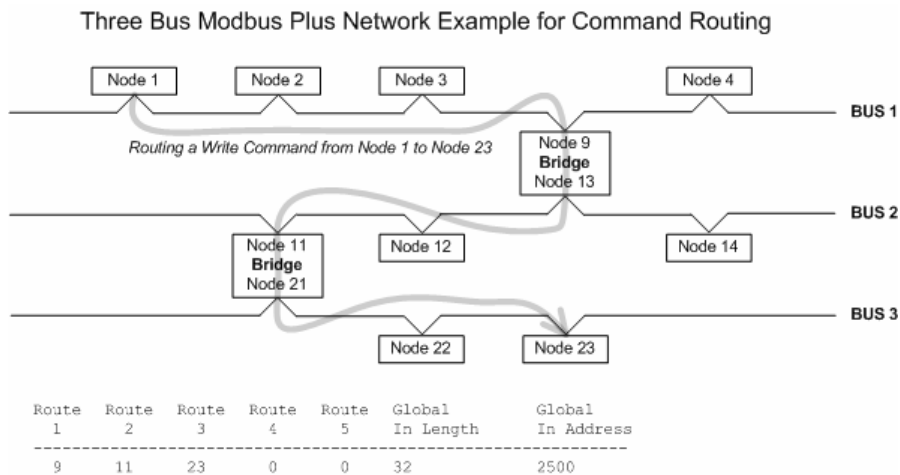 Three Bus Modbus Plus Network Example for Command Routing
Node 1
Node 2
Node 3
Node 4
BUS 1
Routing a Write Command from Node 1 to Node 23
Node 9
Bridge
Node 13
BUS 2
Node 11
Bridge
Node 21
Node 12
Node 14
BUS 3
Node 22
Node 23
Route Route Route Route Route Global Global
1 2 3 4 5 In Length In Address
--------------------------------------------------------------
9 11 23 0 0 32 2500